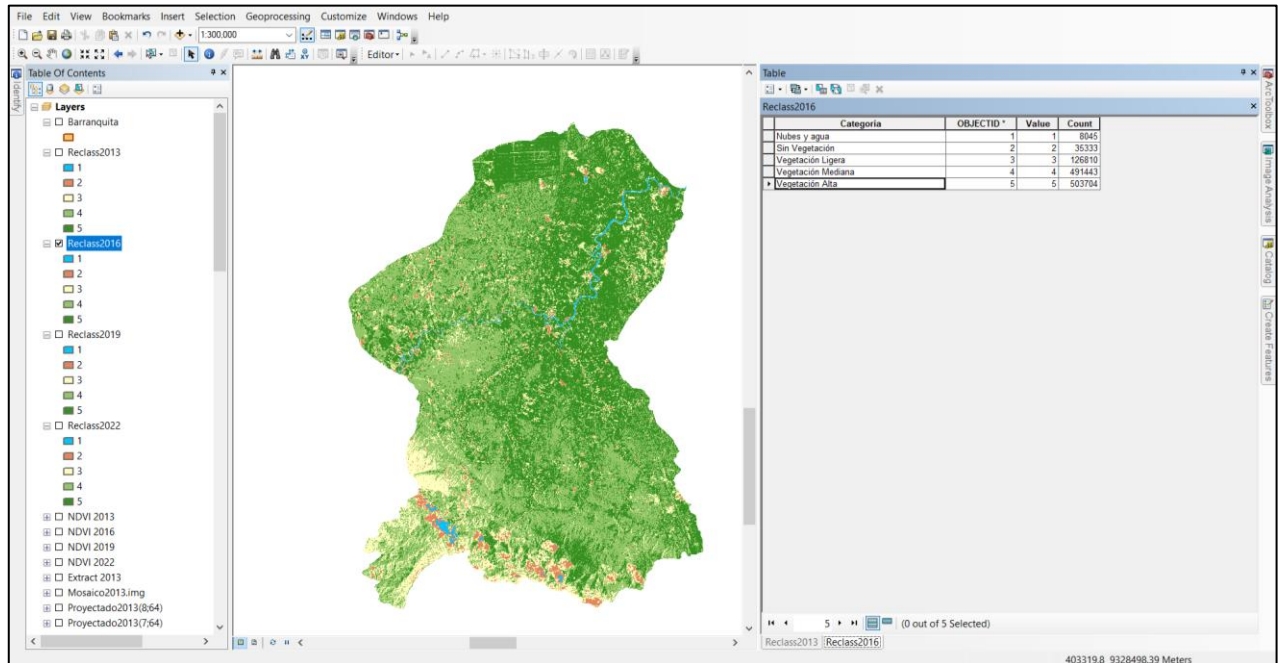 File Edit View Bookmarks Insert Selection Geoprocessing Customize Windows Help
1:300.000
Editor
Table Of Contents
Identify
Layers
Barranquita
Reclass2013
1
2
3
4
5
Reclass2016
1
2
3
4
5
Reclass2019
1
2
3
4
5
Reclass2022
1
2
3
4
5
NDVI 2013
NDVI 2016
NDVI 2019
NDVI 2022
Extract 2013
Mosaico2013.img
Proyectado2013(8;64)
Proyectado2013(7;64)
Table
Reclass2016
Categoria OBJECTID * Value Count
Nubes y agua 1 1 8045
Sin Vegetación 2 2 35333
Vegetación Ligera 3 3 126810
Vegetación Mediana 4 4 491443
Vegetación Alta 5 5 503704
5 (0 out of 5 Selected)
Reclass2013 Reclass2016
ArcToolbox
Image Analysis
Catalog
Create Features
403319,8 9328498,39 Meters